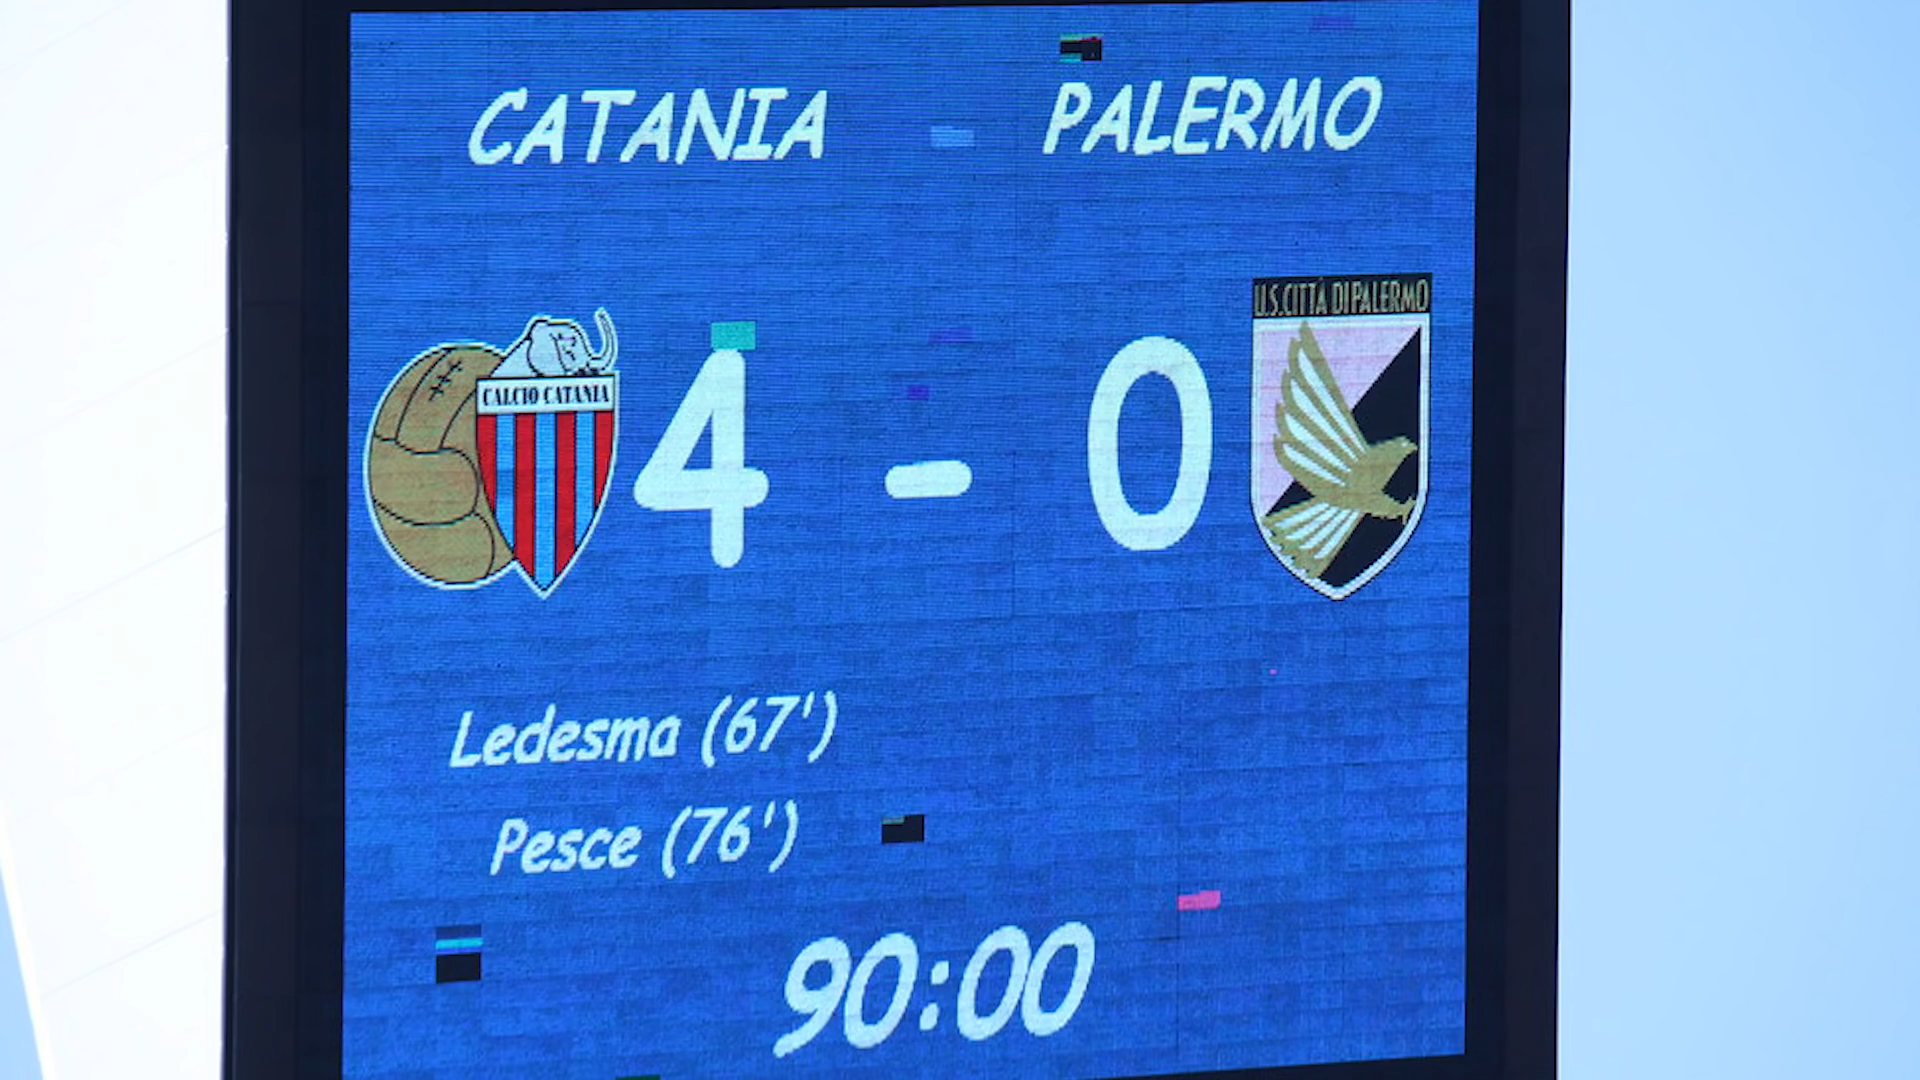 CATANIA PALERMO
U.S.CITTÀ DI PALERMO
CALCIO CATANIA
4 - 0
Ledesma (67')
Pesce (76')
90:00